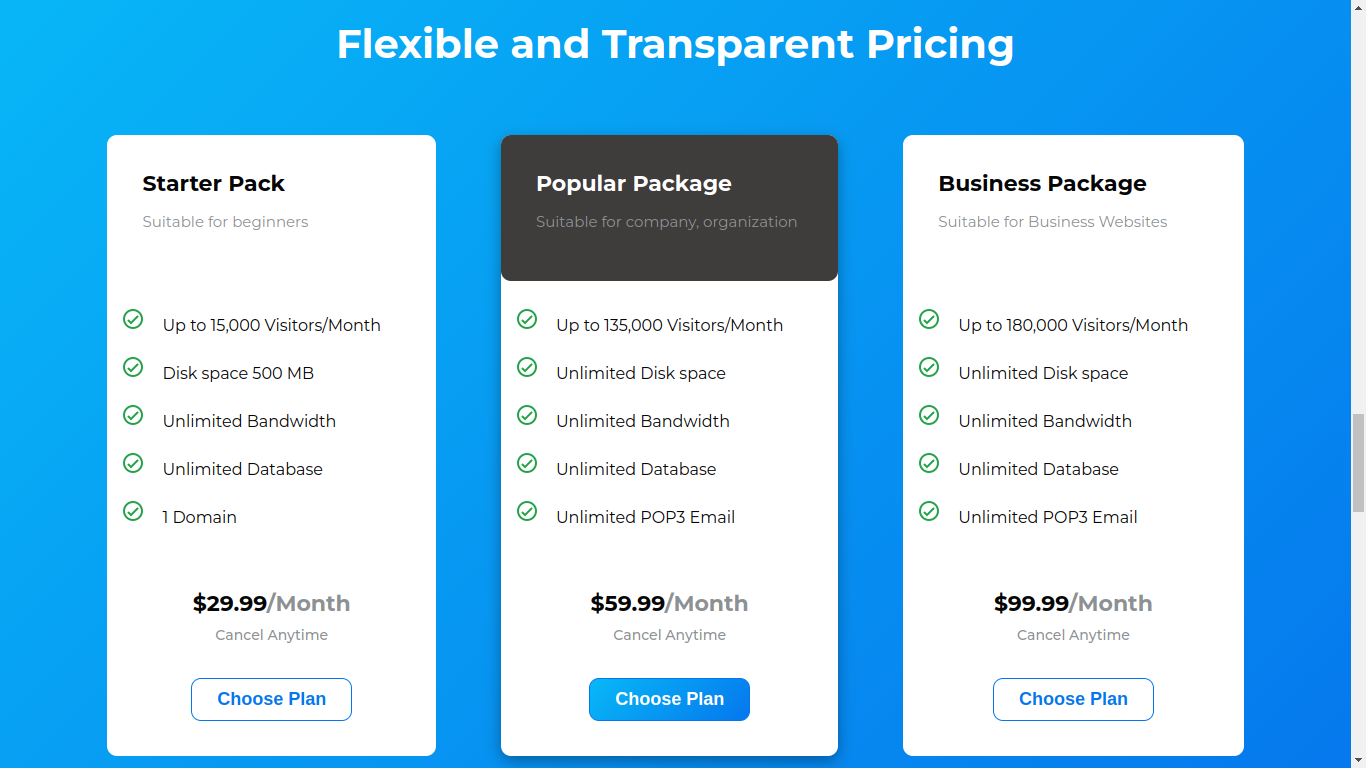 Flexible and Transparent Pricing
Starter Pack
Suitable for beginners
Up to 15,000 Visitors/Month
Disk space 500 MB
Unlimited Bandwidth
Unlimited Database
1 Domain
$29.99/Month
Cancel Anytime
Choose Plan
Popular Package
Suitable for company, organization
Up to 135,000 Visitors/Month
Unlimited Disk space
Unlimited Bandwidth
Unlimited Database
Unlimited POP3 Email
$59.99/Month
Cancel Anytime
Choose Plan
Business Package
Suitable for Business Websites
Up to 180,000 Visitors/Month
Unlimited Disk space
Unlimited Bandwidth
Unlimited Database
Unlimited POP3 Email
$99.99/Month
Cancel Anytime
Choose Plan